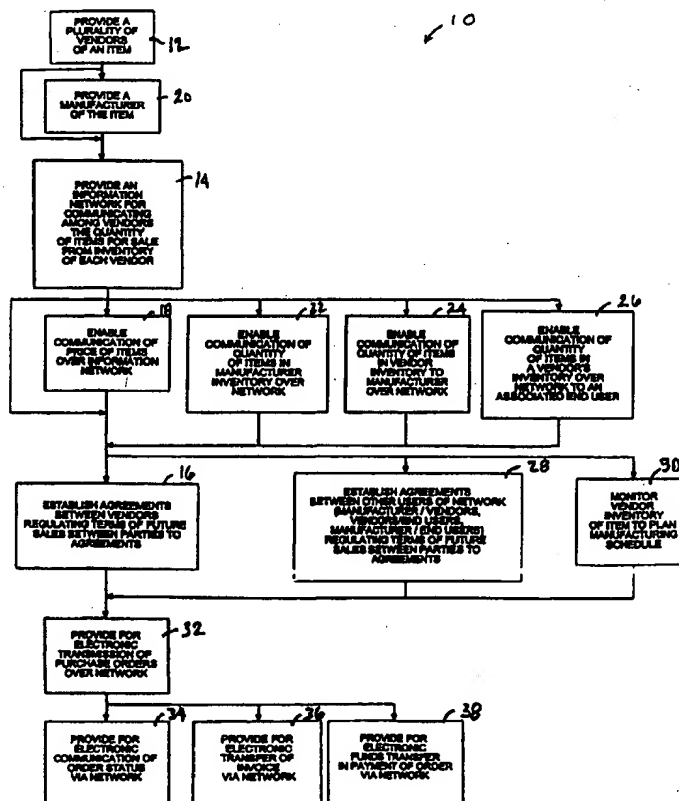 10
PROVIDE A
PLURALITY OF
VENDORS
OF AN ITEM
12
PROVIDE A
MANUFACTURER
OF THE ITEM
20
PROVIDE AN
INFORMATION
NETWORK FOR
COMMUNICATING
AMONG VENDORS
THE QUANTITY
OF ITEMS FOR SALE
FROM INVENTORY
OF EACH VENDOR
14
ENABLE
COMMUNICATION OF
PRICE OF ITEMS
OVER INFORMATION
NETWORK
18
ENABLE
COMMUNICATION OF
QUANTITY
OF ITEMS IN
MANUFACTURER
INVENTORY OVER
NETWORK
22
ENABLE
COMMUNICATION OF
QUANTITY OF ITEMS
IN VENDOR
INVENTORY TO
MANUFACTURER
OVER NETWORK
24
ENABLE
COMMUNICATION
OF QUANTITY
OF ITEMS IN
A VENDOR'S
INVENTORY OVER
NETWORK TO AN
ASSOCIATED END USER
26
ESTABLISH AGREEMENTS
BETWEEN VENDORS
REGULATING TERMS OF FUTURE
SALES BETWEEN PARTIES TO
AGREEMENTS
16
ESTABLISH AGREEMENTS
BETWEEN OTHER USERS OF NETWORK
(MANUFACTURER / VENDORS,
VENDORS/END USERS,
MANUFACTURER / END USERS)
REGULATING TERMS OF FUTURE
SALES BETWEEN PARTIES TO
AGREEMENTS
28
MONITOR
VENDOR
INVENTORY
OF ITEM TO PLAN
MANUFACTURING
SCHEDULE
30
PROVIDE FOR
ELECTRONIC
TRANSMISSION OF
PURCHASE ORDERS
OVER NETWORK
32
PROVIDE FOR
ELECTRONIC
COMMUNICATION OF
ORDER STATUS
VIA NETWORK
34
PROVIDE FOR
ELECTRONIC
TRANSFER OF
INVOICE
VIA NETWORK
36
PROVIDE FOR
ELECTRONIC
FUNDS TRANSFER
IN PAYMENT OF ORDER
VIA NETWORK
38